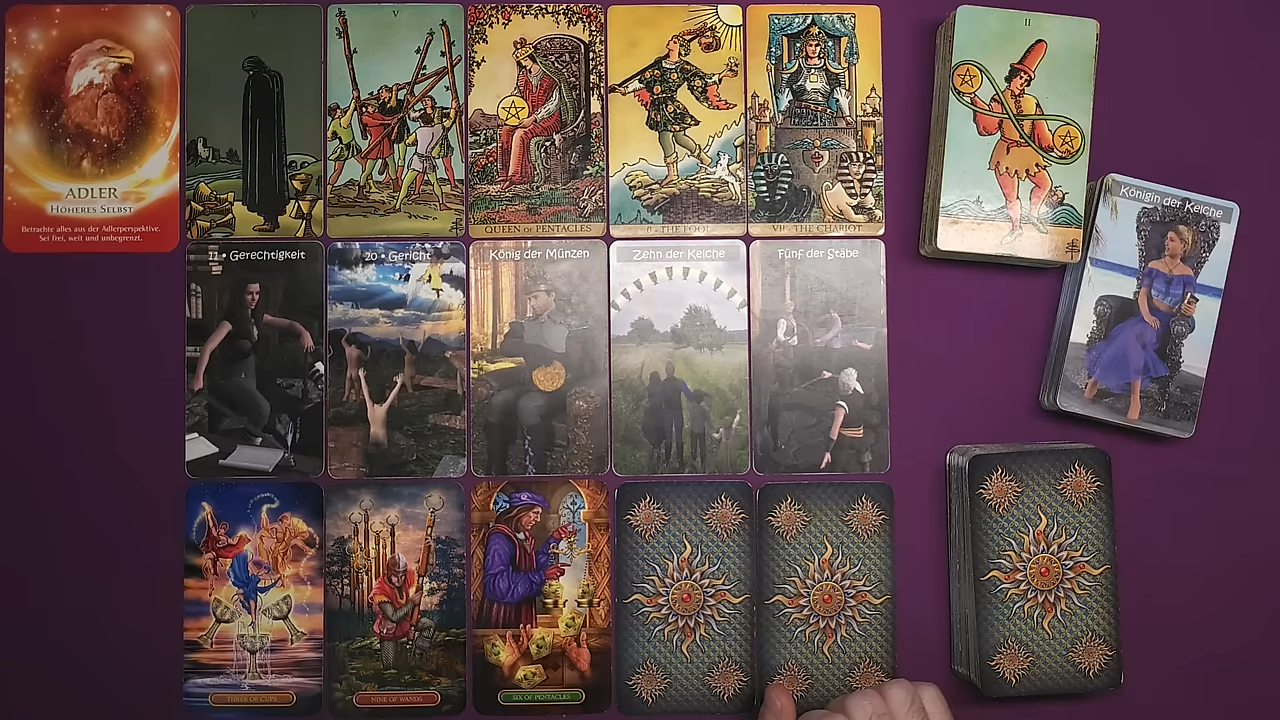 ADLER
HÖHERES SELBST
Betrachte alles aus der Adlerperspektive.
Sei frei, weit und unbegrenzt.
V
V
QUEEN OF PENTACLES
0 • THE FOOL
VII • THE CHARIOT
II
Königin der Kelche
11 • Gerechtigkeit
20 • Gericht
König der Münzen
Zehn der Kelche
Fünf der Stäbe
THREE OF CUPS
NINE OF WANDS
SIX OF PENTACLES